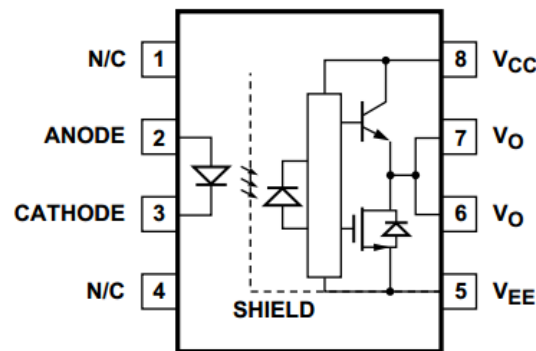 N/C 1 8 VCC
ANODE 2 7 VO
CATHODE 3 6 VO
N/C 4 5 VEE
SHIELD